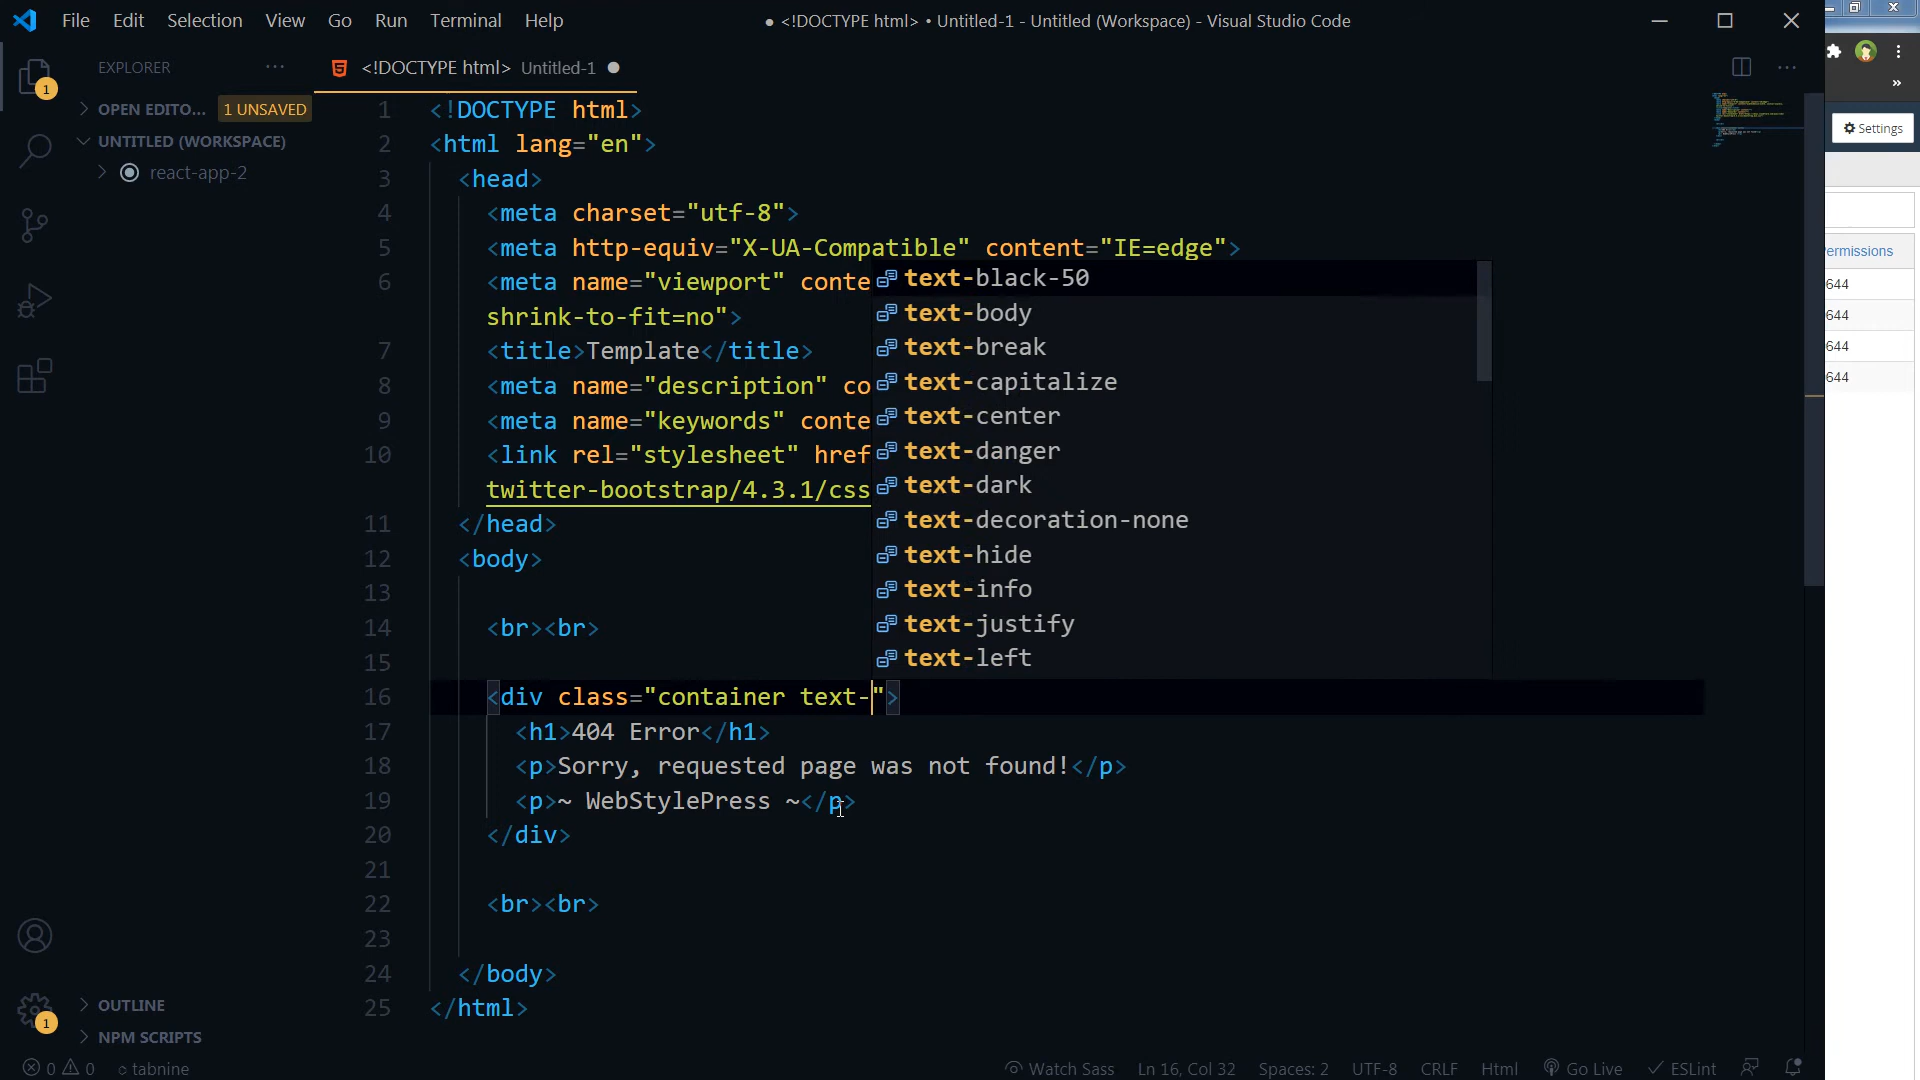 File Edit Selection View Go Run Terminal Help
● <!DOCTYPE html> • Untitled-1 - Untitled (Workspace) - Visual Studio Code
EXPLORER
<!DOCTYPE html> Untitled-1
1
OPEN EDITO... 1 UNSAVED
UNTITLED (WORKSPACE)
react-app-2
1 <!DOCTYPE html>
2 <html lang="en">
3 <head>
4 <meta charset="utf-8">
5 <meta http-equiv="X-UA-Compatible" content="IE=edge">
6 <meta name="viewport" conte
shrink-to-fit=no">
7 <title>Template</title>
8 <meta name="description" co
9 <meta name="keywords" conte
10 <link rel="stylesheet" href
twitter-bootstrap/4.3.1/css
11 </head>
12 <body>
13
14 <br><br>
15
16 <div class="container text-">
17 <h1>404 Error</h1>
18 <p>Sorry, requested page was not found!</p>
19 <p>~ WebStylePress ~</p>
20 </div>
21
22 <br><br>
23
24 </body>
25 </html>
text-black-50
text-body
text-break
text-capitalize
text-center
text-danger
text-dark
text-decoration-none
text-hide
text-info
text-justify
text-left
Settings
ermissions
644
644
644
644
1
OUTLINE
NPM SCRIPTS
0 0 tabnine
Watch Sass Ln 16, Col 32 Spaces: 2 UTF-8 CRLF Html Go Live ESLint